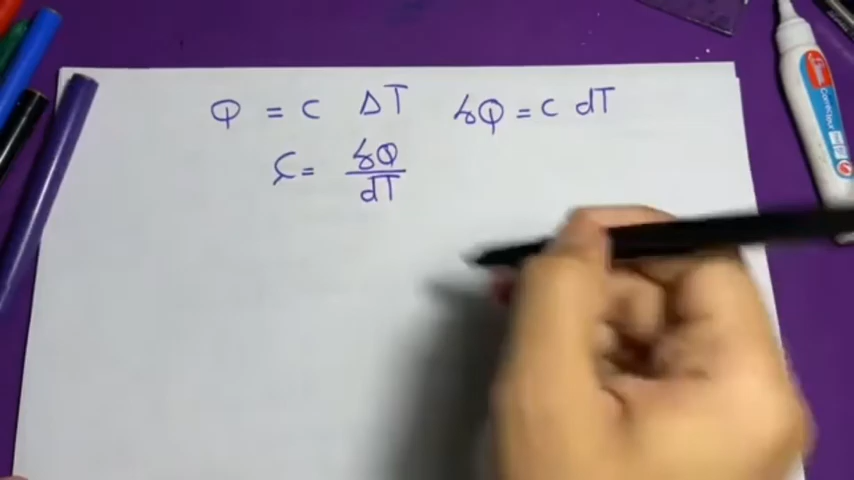 Q = C ΔT δQ = C dT
C = δQ/dT